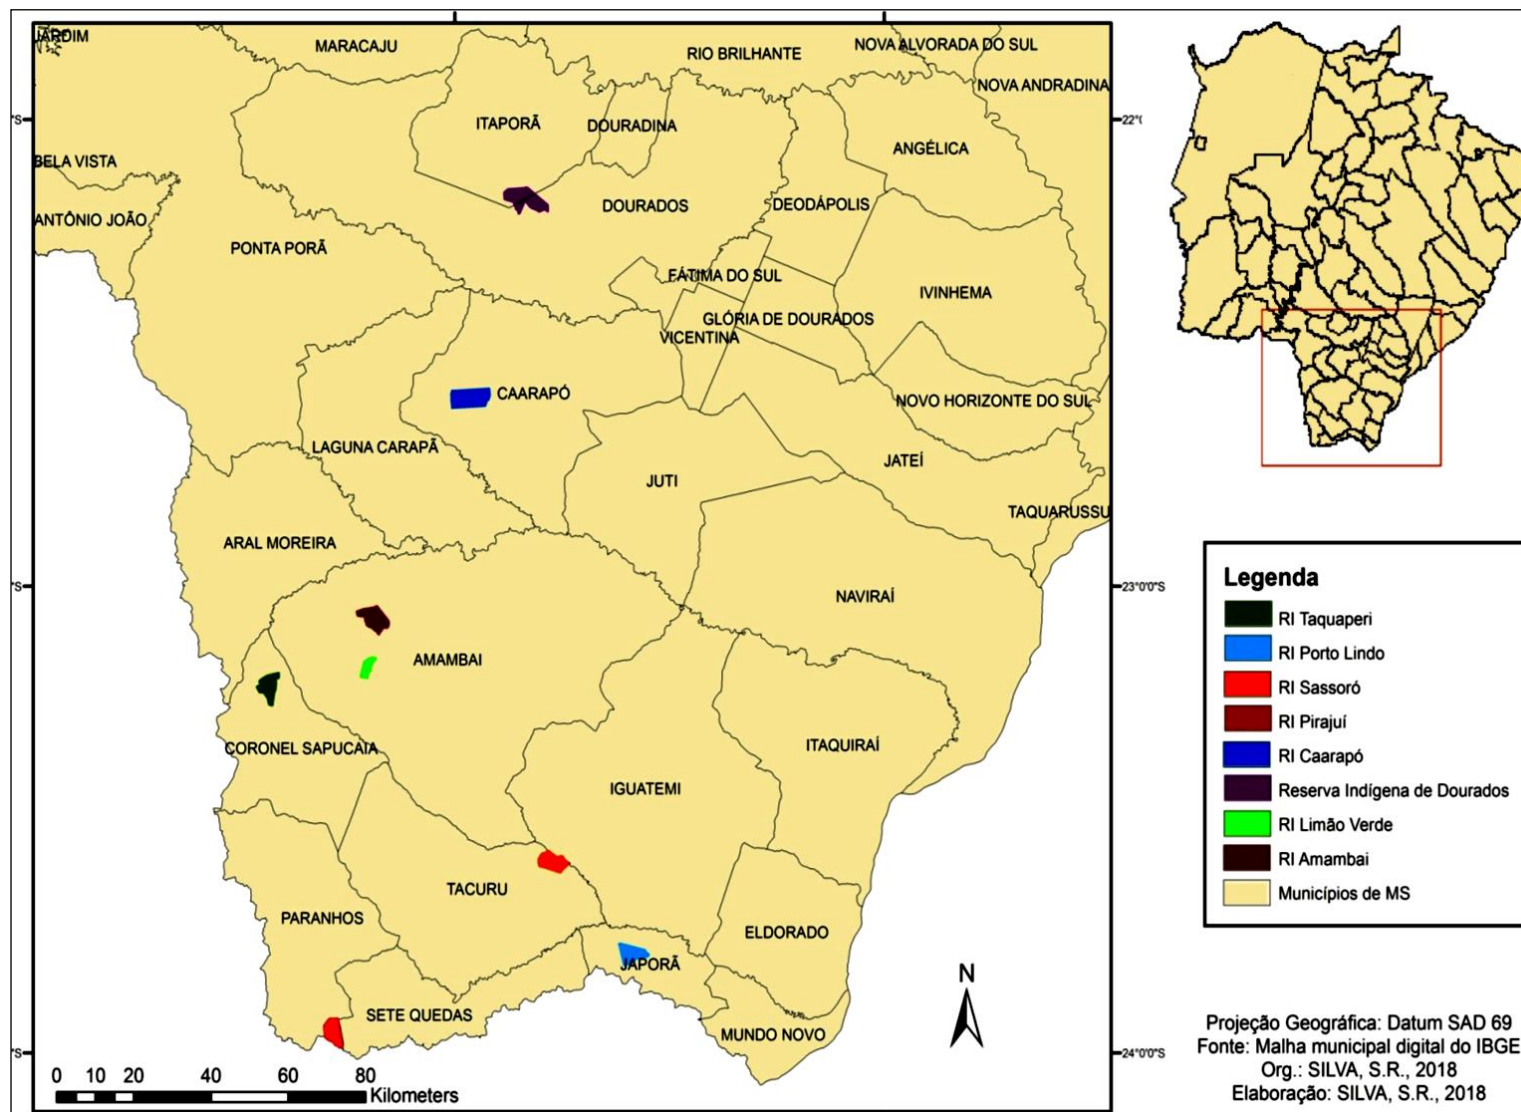 JARDIM
MARACAJU
RIO BRILHANTE
NOVA ALVORADA DO SUL
NOVA ANDRADINA
ITAPORÃ
DOURADINA
ANGÉLICA
BELA VISTA
ANTÔNIO JOÃO
PONTA PORÃ
DOURADOS
DEODÁPOLIS
FÁTIMA DO SUL
IVINHEMA
GLÓRIA DE DOURADOS
VICENTINA
CAARAPÓ
NOVO HORIZONTE DO SUL
LAGUNA CARAPÃ
JUTI
JATEÍ
TAQUARUSSU
ARAL MOREIRA
NAVIRAÍ
AMAMBAI
CORONEL SAPUCAIA
ITAQUIRAÍ
IGUATEMI
TACURU
PARANHOS
ELDORADO
JAPORÃ
SETE QUEDAS
MUNDO NOVO
N
0 10 20 40 60 80
Kilometers
°S
22°(
°S
23°0'0"S
°S
24°0'0"S
Legenda
RI Taquaperi
RI Porto Lindo
RI Sassoró
RI Pirajuí
RI Caarapó
Reserva Indígena de Dourados
RI Limão Verde
RI Amambai
Municípios de MS
Projeção Geográfica: Datum SAD 69
Fonte: Malha municipal digital do IBGE
Org.: SILVA, S.R., 2018
Elaboração: SILVA, S.R., 2018